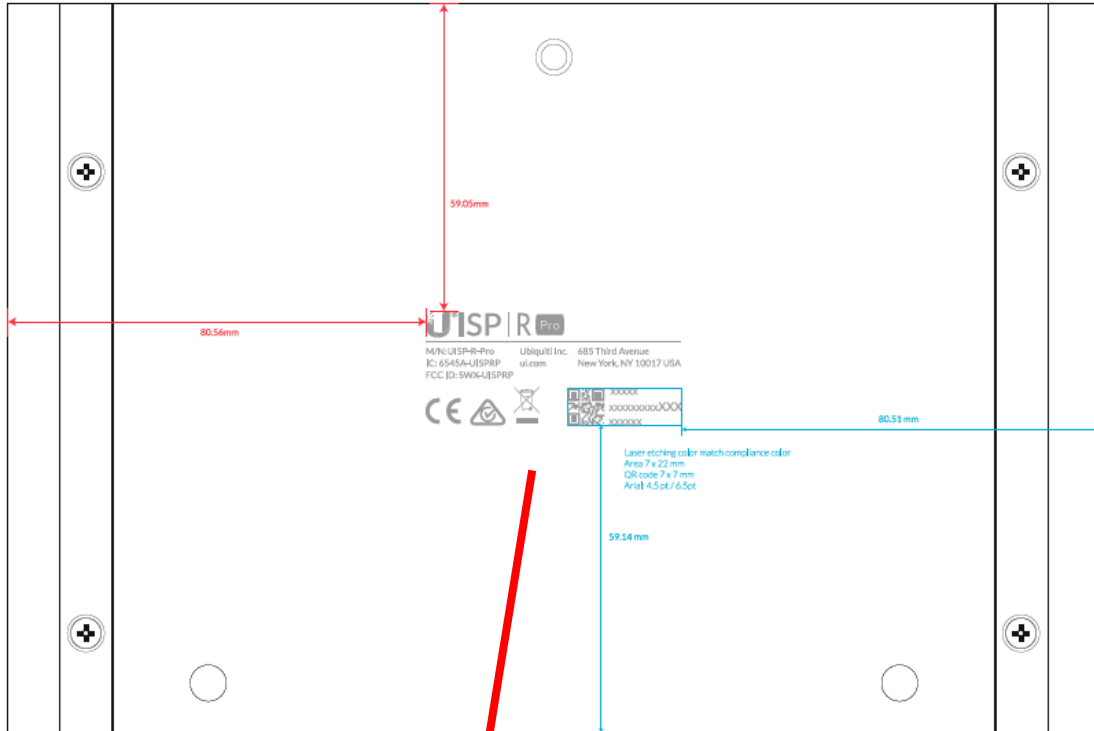 59.05mm
80.56mm
UISP|R Pro
M/N: UISP-R-Pro Ubiquiti Inc. 685 Third Avenue
IC: 6545A-UISPRP ui.com New York, NY 10017 USA
FCC ID: SWX-UISPRP
CE
xxxxx
xxxxxxxxxXXX
xxxxxx
80.51 mm
Laser etching color match compliance color
Area 7 x 22 mm
QR code 7 x 7 mm
Arial: 4.5 pt / 6.5pt
59.14 mm